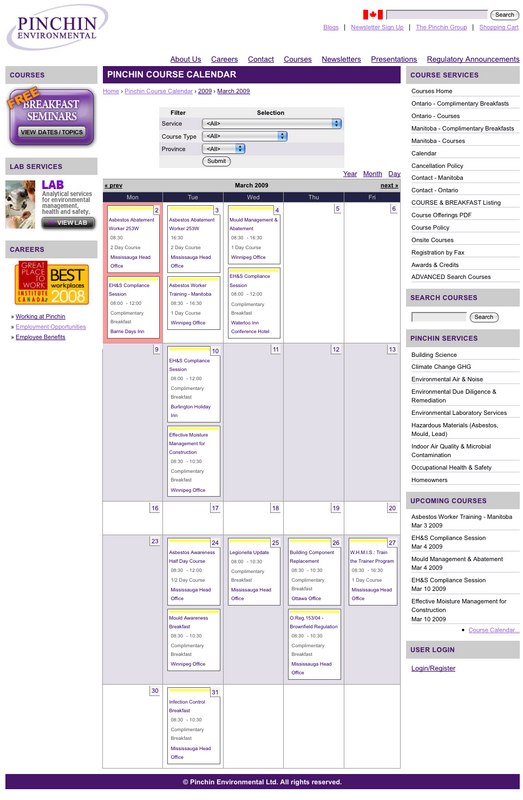 PINCHIN
ENVIRONMENTAL
Search
Blogs | Newsletter Sign Up | The Pinchin Group | Shopping Cart
About Us Careers Contact Courses Newsletters Presentations Regulatory Announcements
COURSES
FREE
BREAKFAST
SEMINARS
VIEW DATES / TOPICS
LAB SERVICES
LAB
Analytical services
for environmental
management,
health and safety.
VIEW LAB
CAREERS
GREAT
PLACE
TO
WORK
INSTITUTE
CANADA
BEST
WORKPLACES
2008
» Working at Pinchin
» Employment Opportunities
» Employee Benefits
PINCHIN COURSE CALENDAR
Home › Pinchin Course Calendar › 2009 › March 2009
Filter Selection
Service <All>
Course Type <All>
Province <All>
Submit
Year Month Day
« prev March 2009 next »
Mon Tue Wed Thu Fri
2
Asbestos Abatement
Worker 253W
08:30
2 Day Course
Mississauga Head
Office
EH&S Compliance
Session
08:00 - 12:00
Complimentary
Breakfast
Barrie Days Inn
3
Asbestos Abatement
Worker 253W
16:30
2 Day Course
Mississauga Head
Office
Asbestos Worker
Training - Manitoba
08:30 - 16:30
1 Day Course
Winnipeg Office
4
Mould Management &
Abatement
08:30 - 16:30
1 Day Course
Winnipeg Office
EH&S Compliance
Session
08:00 - 12:00
Complimentary
Breakfast
Waterloo Inn
Conference Hotel
5
6
9
10
EH&S Compliance
Session
08:00 - 12:00
Complimentary
Breakfast
Burlington Holiday
Inn
Effective Moisture
Management for
Construction
08:30 - 10:30
Complimentary
Breakfast
Winnipeg Office
11
12
13
16
17
18
19
20
23
24
Asbestos Awareness
Half Day Course
08:30 - 12:00
1/2 Day Course
Mississauga Head
Office
Mould Awareness
Breakfast
08:30 - 10:30
Complimentary
Breakfast
Winnipeg Office
25
Legionella Update
08:00 - 10:30
Complimentary
Breakfast
Mississauga Head
Office
26
Building Component
Replacement
08:30 - 10:30
Complimentary
Breakfast
Ottawa Office
O.Reg.153/04 -
Brownfield Regulation
08:30 - 10:30
Complimentary
Breakfast
Mississauga Head
Office
27
W.H.M.I.S.: Train
the Trainer Program
08:30 - 16:30
1 Day Course
Mississauga Head
Office
30
31
Infection Control
Breakfast
08:30 - 10:30
Complimentary
Breakfast
Mississauga Head
Office
COURSE SERVICES
Courses Home
Ontario - Complimentary Breakfasts
Ontario - Courses
Manitoba - Complimentary Breakfasts
Manitoba - Courses
Calendar
Cancellation Policy
Contact - Manitoba
Contact - Ontario
COURSE & BREAKFAST Listing
Course Offerings PDF
Course Policy
Onsite Courses
Registration by Fax
Awards & Credits
ADVANCED Search Courses
SEARCH COURSES
Search
PINCHIN SERVICES
Building Science
Climate Change GHG
Environmental Air & Noise
Environmental Due Diligence &
Remediation
Environmental Laboratory Services
Hazardous Materials (Asbestos,
Mould, Lead)
Indoor Air Quality & Microbial
Contamination
Occupational Health & Safety
Homeowners
UPCOMING COURSES
Asbestos Worker Training - Manitoba
Mar 3 2009
EH&S Compliance Session
Mar 4 2009
Mould Management & Abatement
Mar 4 2009
EH&S Compliance Session
Mar 10 2009
Effective Moisture Management for
Construction
Mar 10 2009
Course Calendar...
USER LOGIN
Login/Register
© Pinchin Environmental Ltd. All rights reserved.